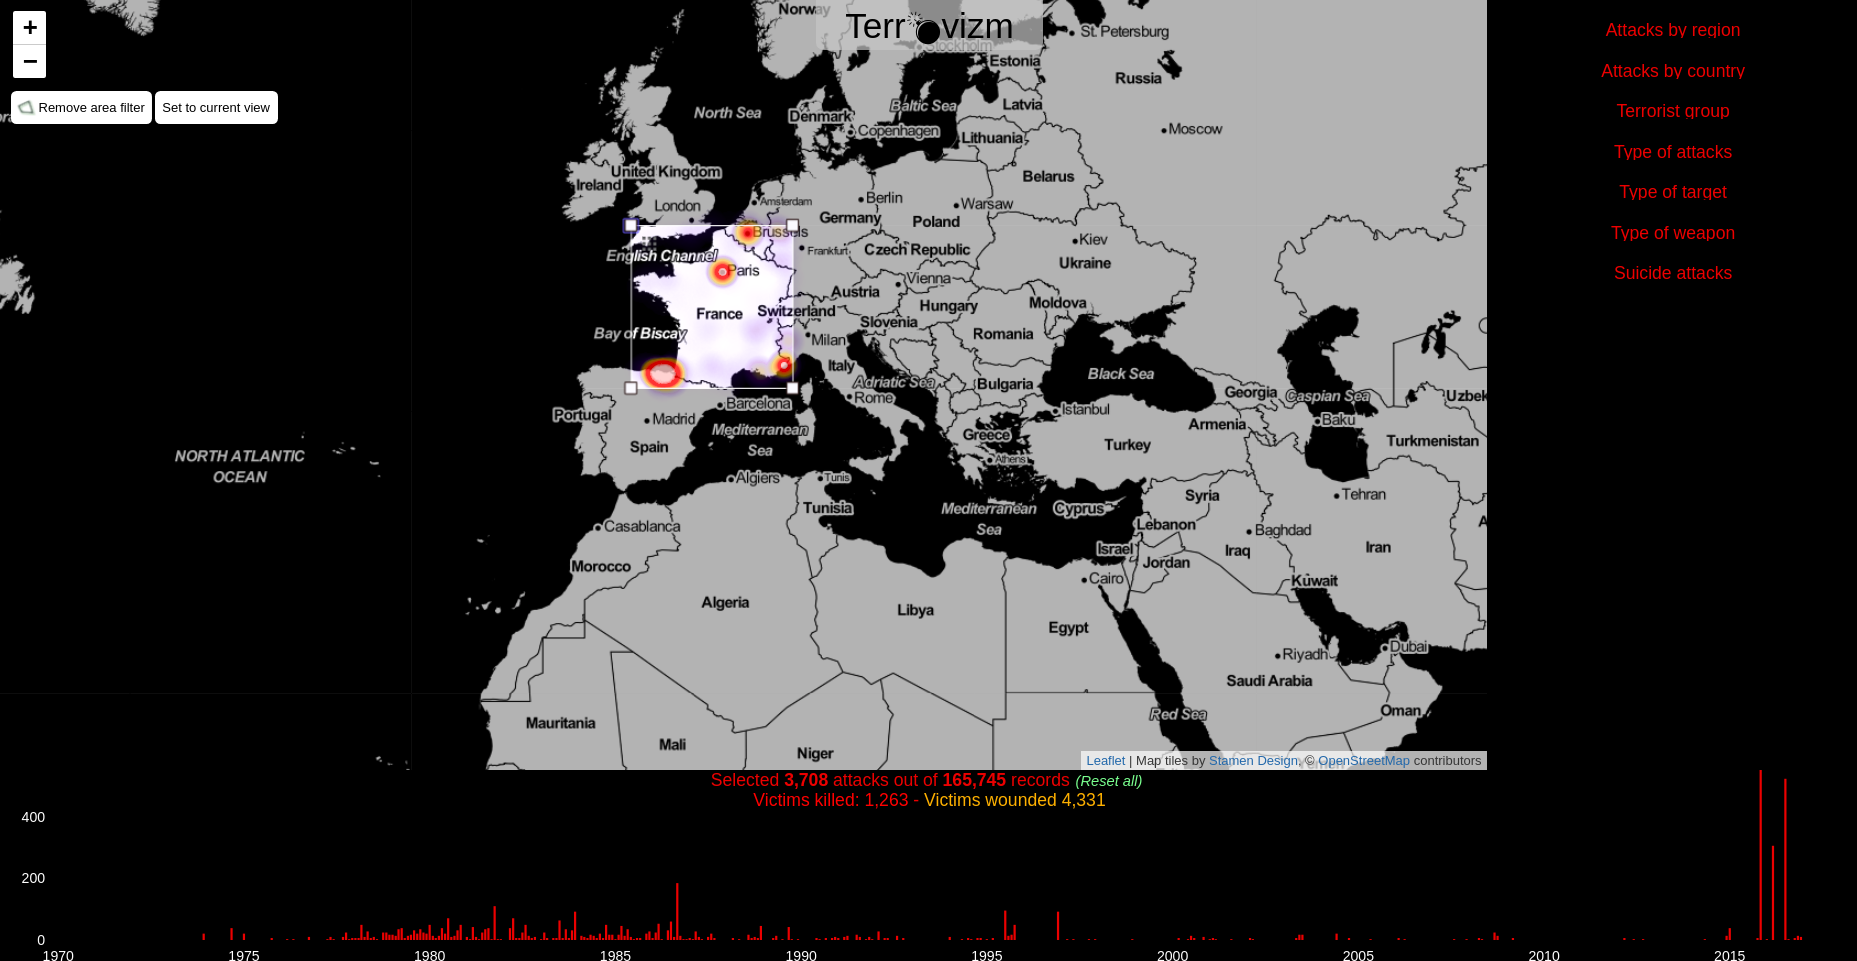 Norway
Terrovizm
+
−
Remove area filter
Set to current view
Stockholm
St. Petersburg
Estonia
Russia
Latvia
North Sea
Baltic Sea
Denmark
Copenhagen
Lithuania
Moscow
United Kingdom
Ireland
Belarus
London
Amsterdam
Berlin
Warsaw
Germany
Poland
Brussels
Kiev
English Channel
Frankfurt
Czech Republic
Ukraine
Paris
Vienna
Austria
Hungary
Moldova
France
Switzerland
Slovenia
Bay of Biscay
Milan
Romania
Italy
Black Sea
Adriatic Sea
Bulgaria
Georgia
Caspian Sea
Uzbek
Barcelona
Rome
Istanbul
Portugal
Madrid
Armenia
Baku
Mediterranean
Sea
Greece
Turkey
Turkmenistan
Spain
Athens
NORTH ATLANTIC
OCEAN
Algiers
Tunis
Syria
Tehran
Tunisia
Mediterranean
Sea
Cyprus
Casablanca
Lebanon
Baghdad
Israel
Iraq
Iran
Morocco
Jordan
Cairo
Kuwait
Algeria
Libya
Egypt
Riyadh
Dubai
Saudi Arabia
Mauritania
Red Sea
Oman
Mali
Niger
Leaflet | Map tiles by Stamen Design, © OpenStreetMap contributors
Attacks by region
Attacks by country
Terrorist group
Type of attacks
Type of target
Type of weapon
Suicide attacks
Selected 3,708 attacks out of 165,745 records (Reset all)
Victims killed: 1,263 - Victims wounded 4,331
400
200
0
1970 1975 1980 1985 1990 1995 2000 2005 2010 2015